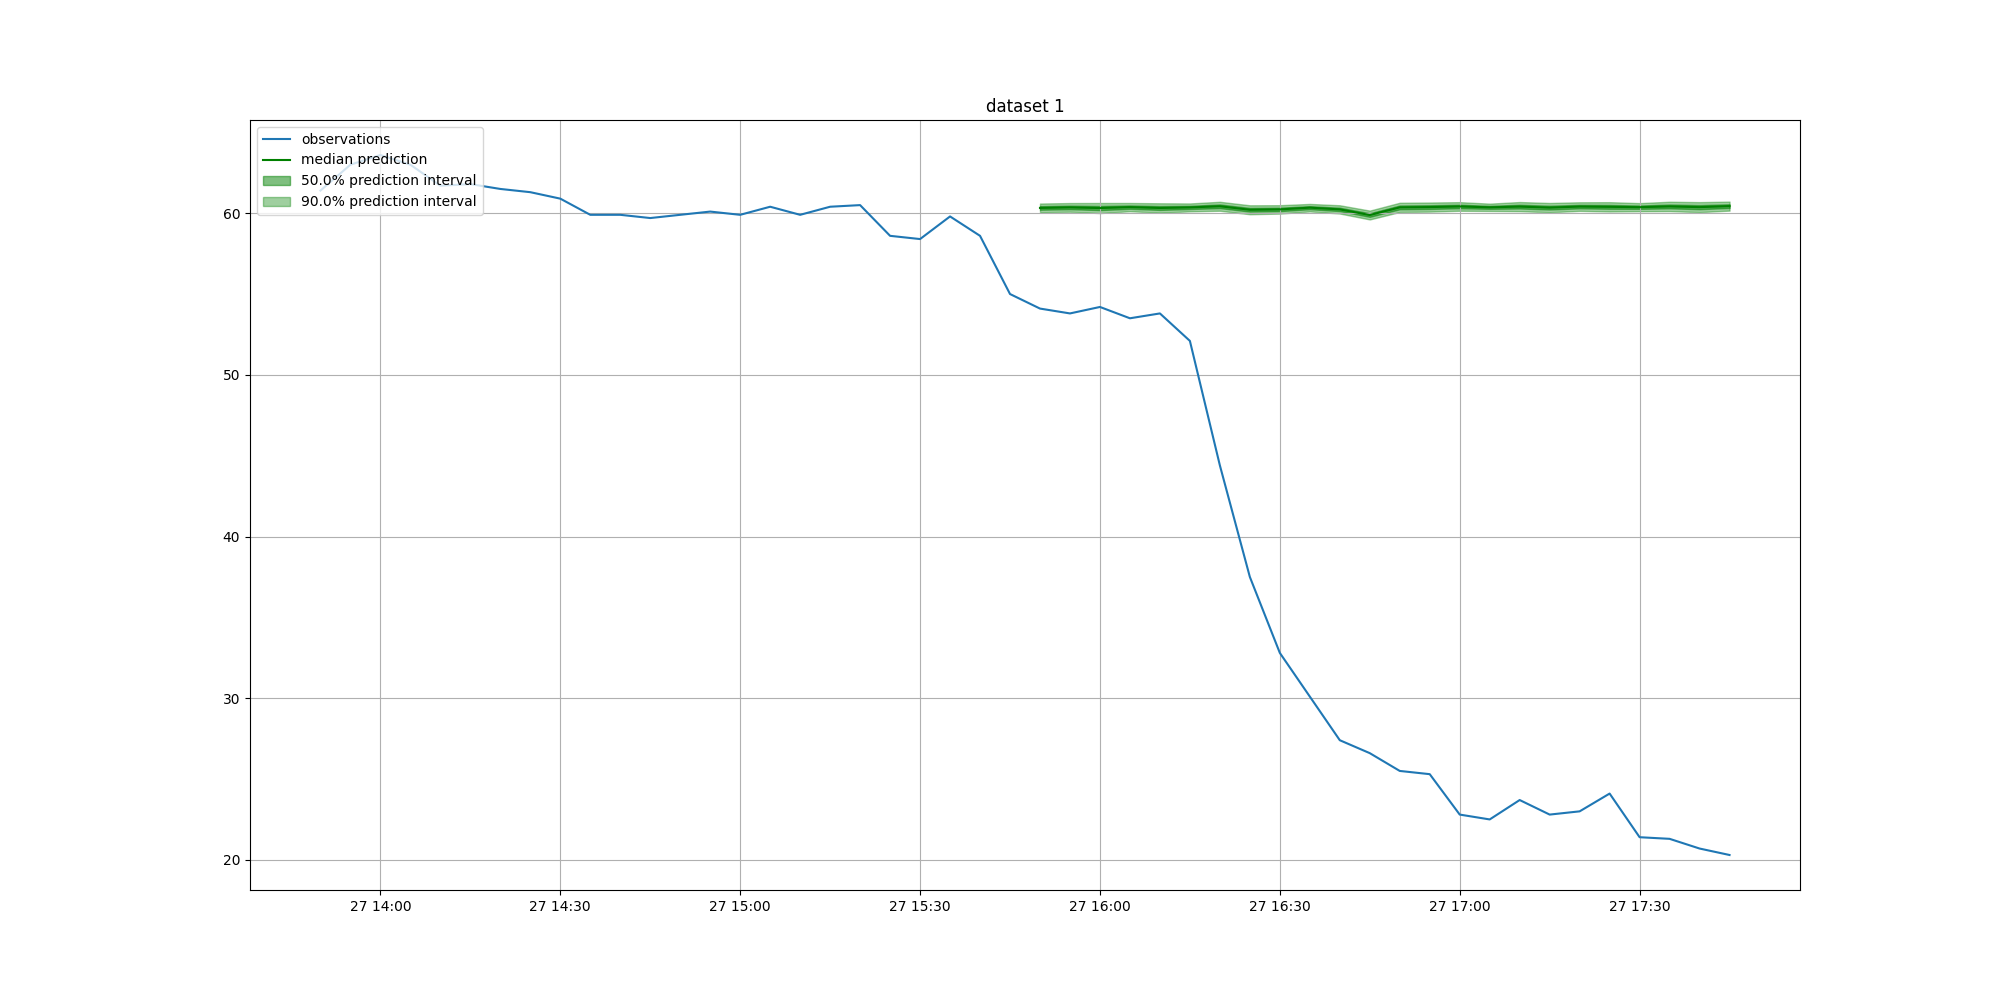 dataset 1
observations
median prediction
50.0% prediction interval
90.0% prediction interval
60
50
40
30
20
27 14:00 27 14:30 27 15:00 27 15:30 27 16:00 27 16:30 27 17:00 27 17:30